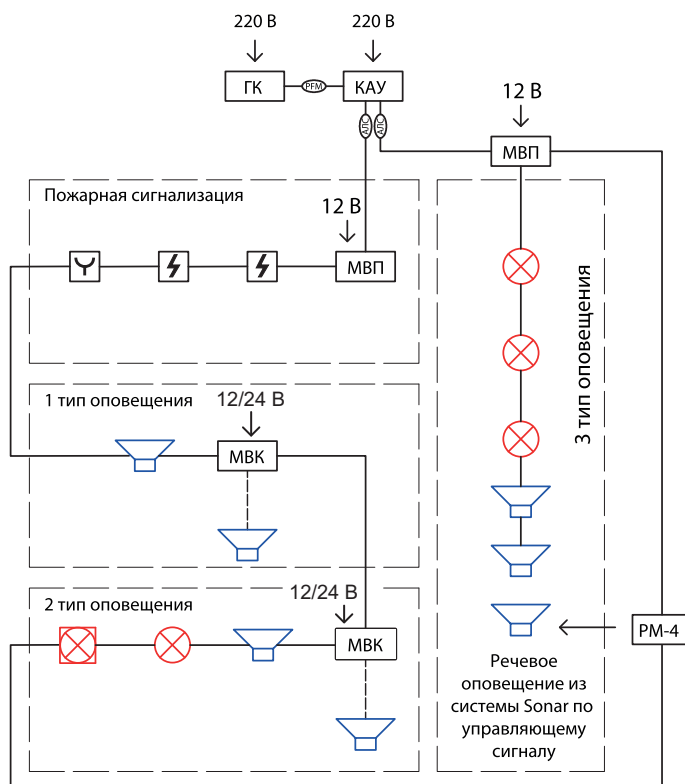 220 В
220 В
ГК
PFM
КАУ
АЛС
АЛС
12 В
МВП
Пожарная сигнализация
12 В
МВП
3 тип оповещения
1 тип оповещения
12/24 В
МВК
2 тип оповещения
12/24 В
МВК
РМ-4
Речевое
оповещение из
системы Sonar по
управляющему
сигналу